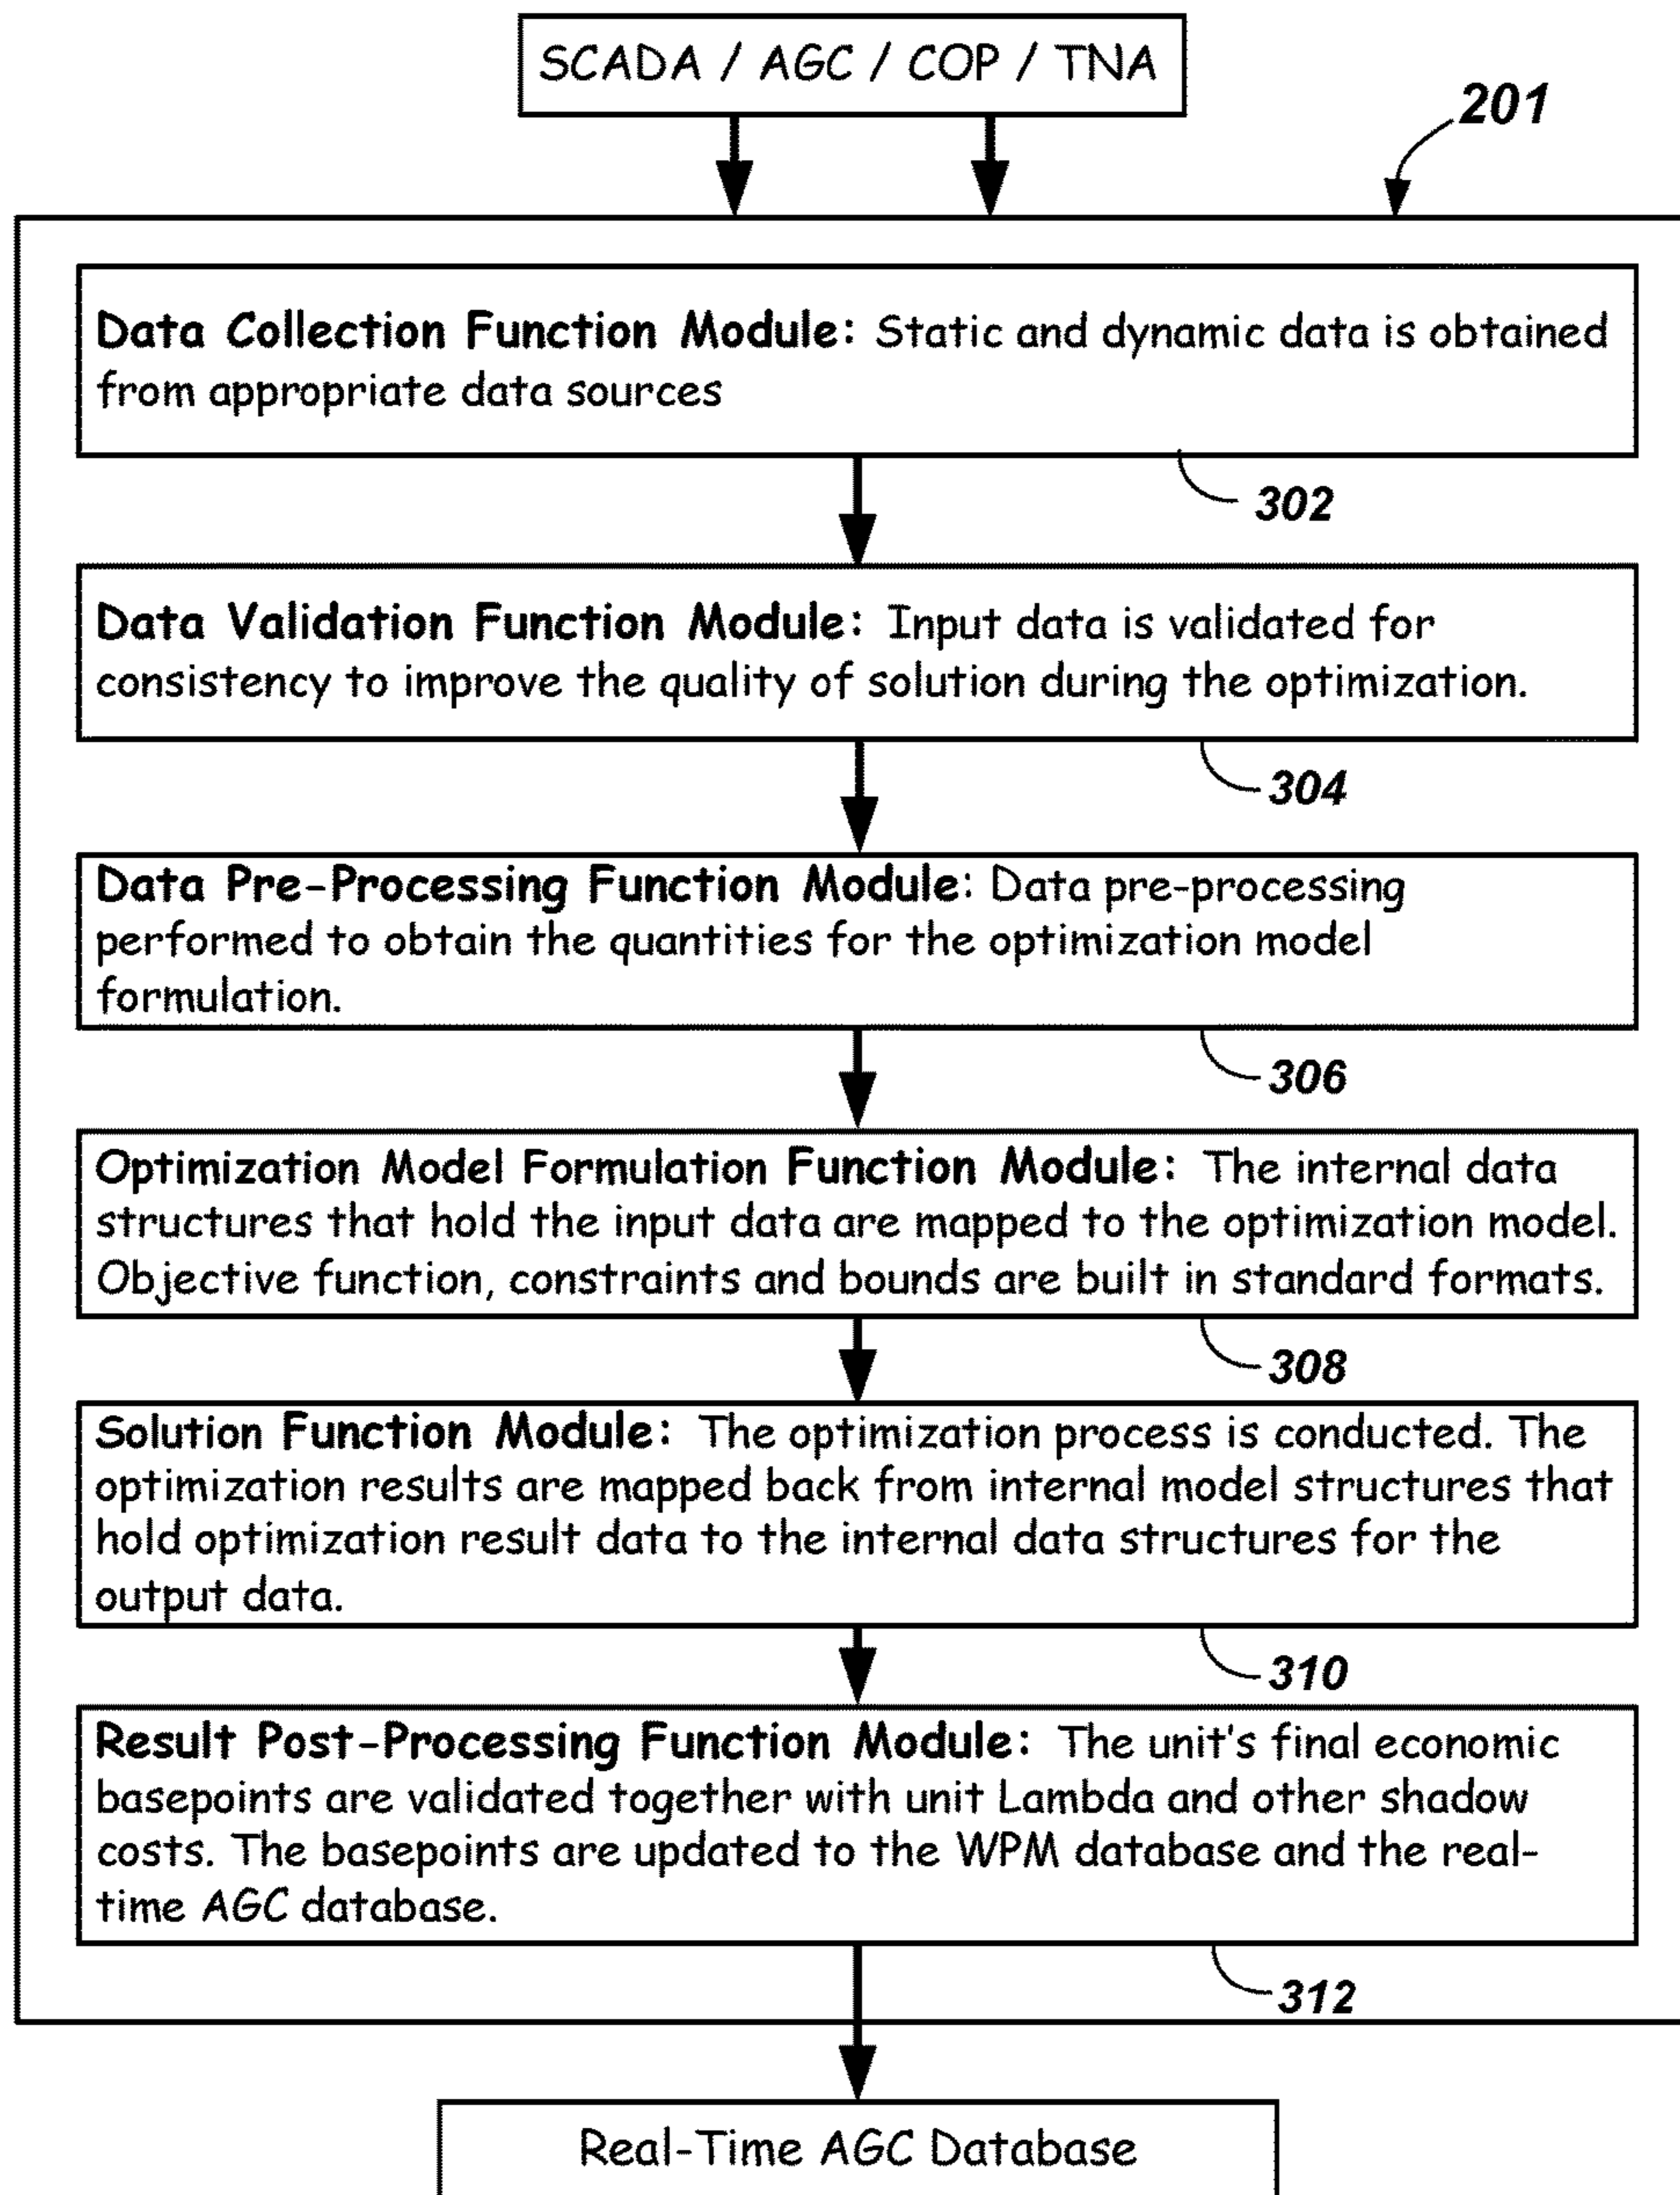 SCADA / AGC / COP / TNA
201
Data Collection Function Module: Static and dynamic data is obtained
from appropriate data sources
302
Data Validation Function Module: Input data is validated for
consistency to improve the quality of solution during the optimization.
304
Data Pre-Processing Function Module: Data pre-processing
performed to obtain the quantities for the optimization model
formulation.
306
Optimization Model Formulation Function Module: The internal data
structures that hold the input data are mapped to the optimization model.
Objective function, constraints and bounds are built in standard formats.
308
Solution Function Module: The optimization process is conducted. The
optimization results are mapped back from internal model structures that
hold optimization result data to the internal data structures for the
output data.
310
Result Post-Processing Function Module: The unit's final economic
basepoints are validated together with unit Lambda and other shadow
costs. The basepoints are updated to the WPM database and the real-
time AGC database.
312
Real-Time AGC Database